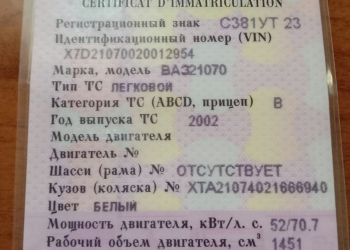 CERTIFICAT D'IMMATRICULATION
Регистрационный знак С381УТ 23
Идентификационный номер (VIN)
X7D21070020012954
Марка, модель ВАЗ21070
Тип ТС ЛЕГКОВОЙ
Категория ТС (ABCD, прицеп) В
Год выпуска ТС 2002
Модель двигателя
Двигатель №
Шасси (рама) № ОТСУТСТВУЕТ
Кузов (коляска) № XTA21074021666940
Цвет БЕЛЫЙ
Мощность двигателя, кВт/л. с. 52/70.7
Рабочий объем двигателя, см³ 1451